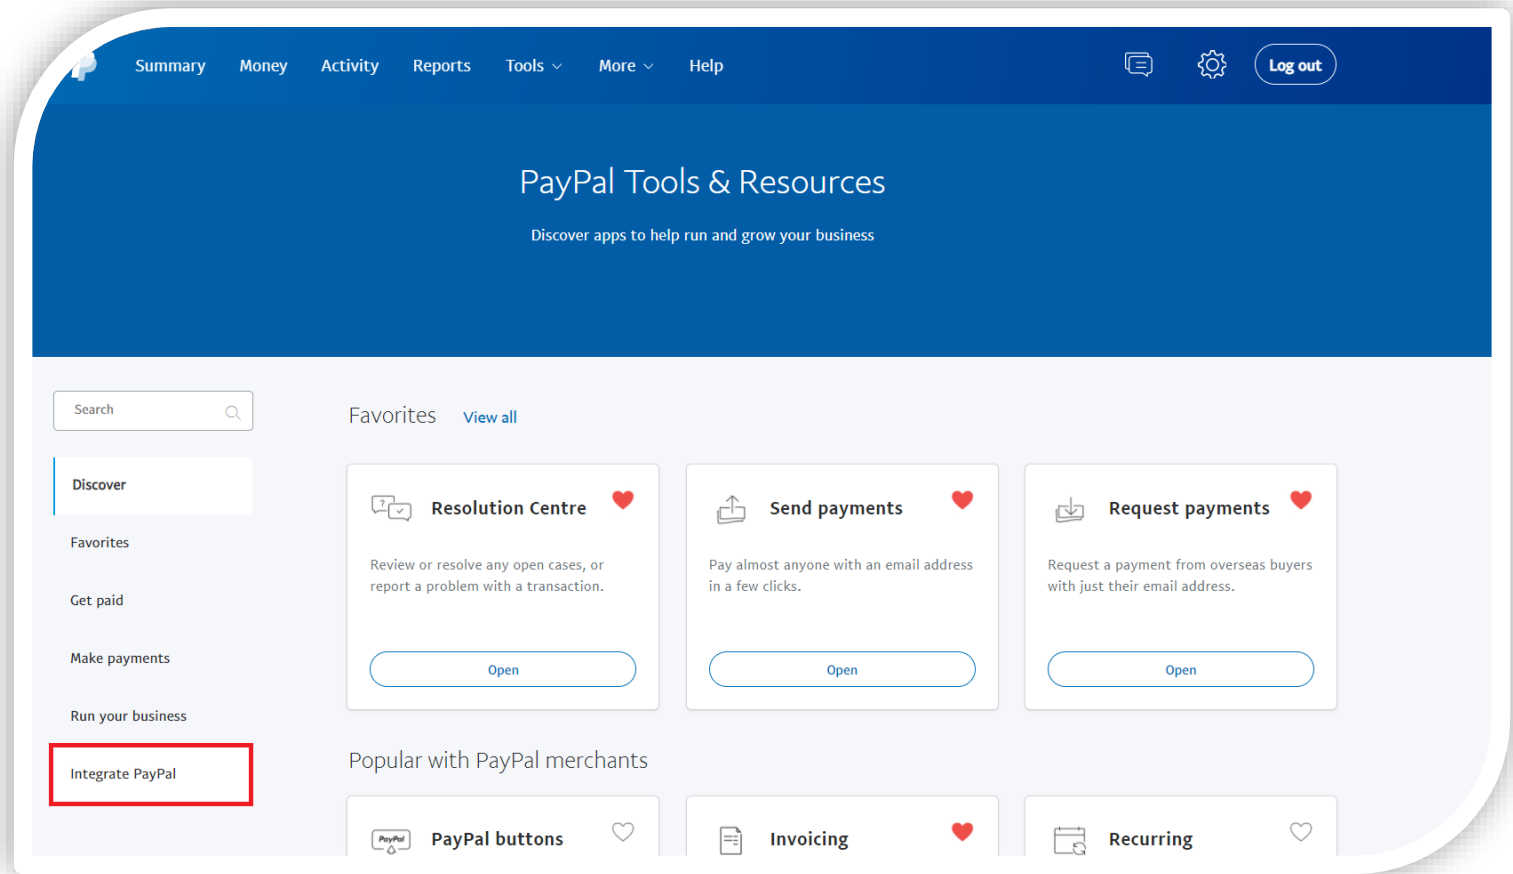 Summary Money Activity Reports Tools More Help Log out
PayPal Tools & Resources
Discover apps to help run and grow your business
Search
Discover
Favorites
Get paid
Make payments
Run your business
Integrate PayPal
Favorites View all
Resolution Centre
Review or resolve any open cases, or
report a problem with a transaction.
Open
Send payments
Pay almost anyone with an email address
in a few clicks.
Open
Request payments
Request a payment from overseas buyers
with just their email address.
Open
Popular with PayPal merchants
PayPal
PayPal buttons
Invoicing
Recurring